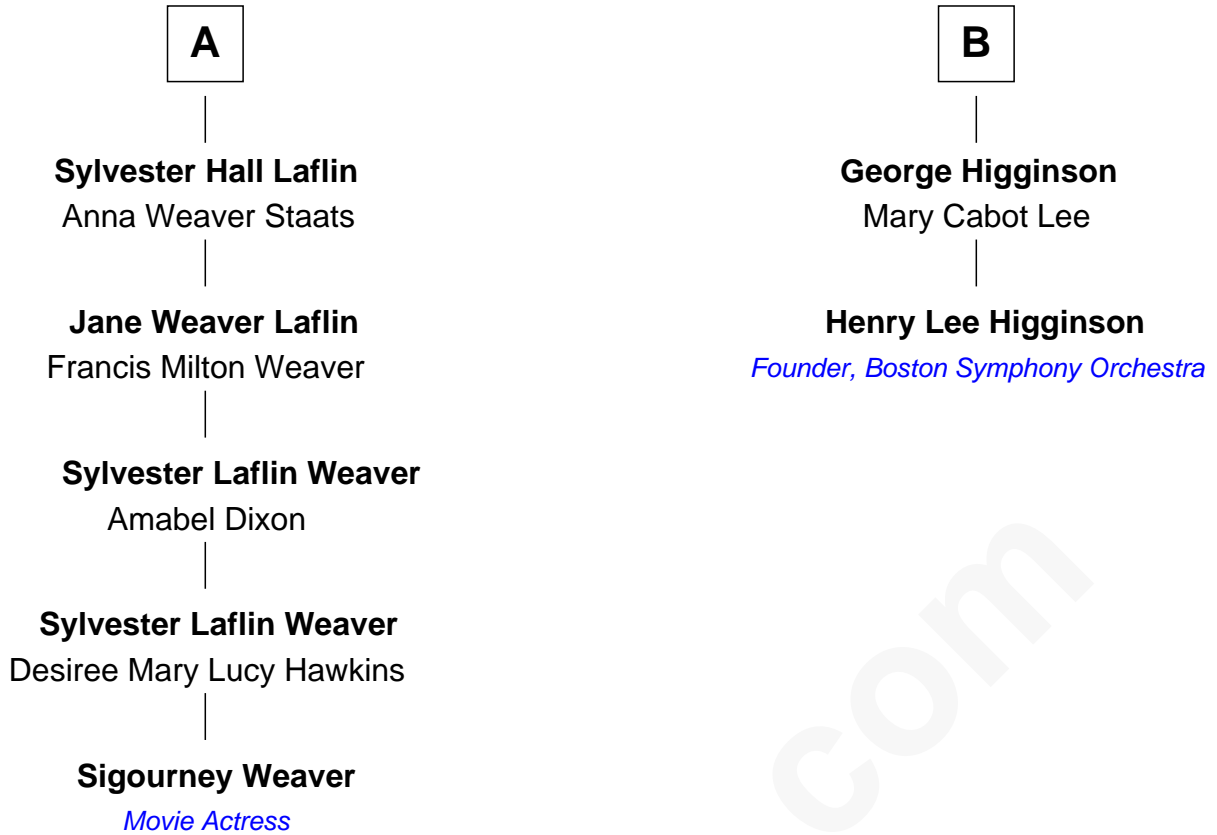 A
Sylvester Hall Laflin
Anna Weaver Staats
Jane Weaver Laflin
Francis Milton Weaver
Sylvester Laflin Weaver
Amabel Dixon
Sylvester Laflin Weaver
Desiree Mary Lucy Hawkins
Sigourney Weaver
Movie Actress
B
George Higginson
Mary Cabot Lee
Henry Lee Higginson
Founder, Boston Symphony Orchestra
com